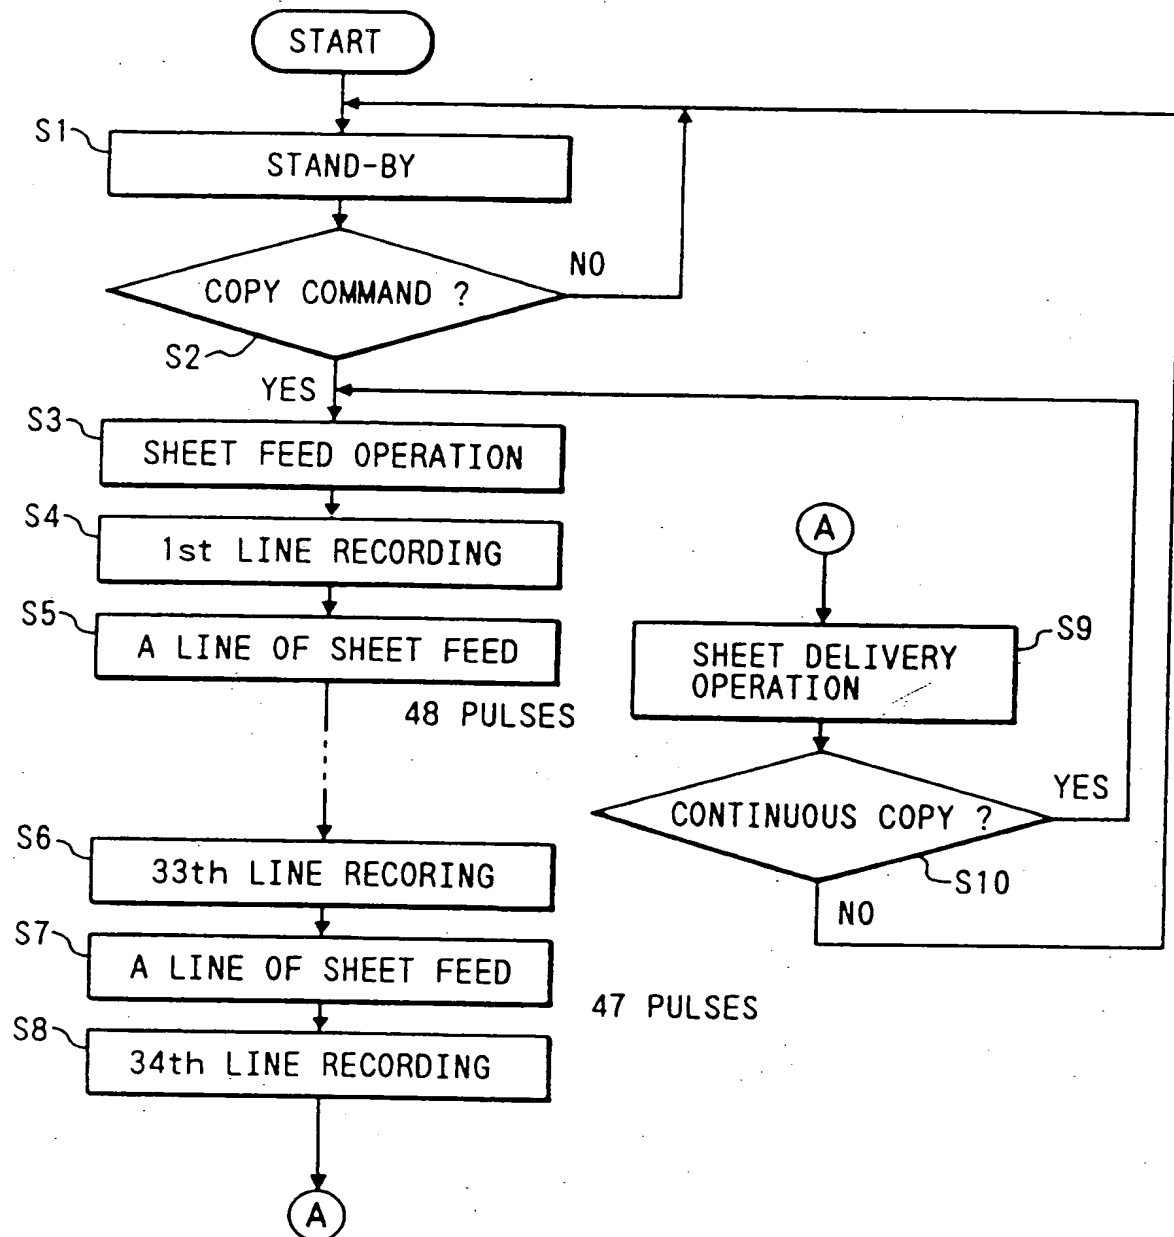 START
S1
STAND-BY
COPY COMMAND ?
NO
S2
YES
S3
SHEET FEED OPERATION
S4
1st LINE RECORDING
S5
A LINE OF SHEET FEED
48 PULSES
S6
33th LINE RECORING
S7
A LINE OF SHEET FEED
47 PULSES
S8
34th LINE RECORDING
A
A
S9
SHEET DELIVERY
OPERATION
CONTINUOUS COPY ?
YES
S10
NO